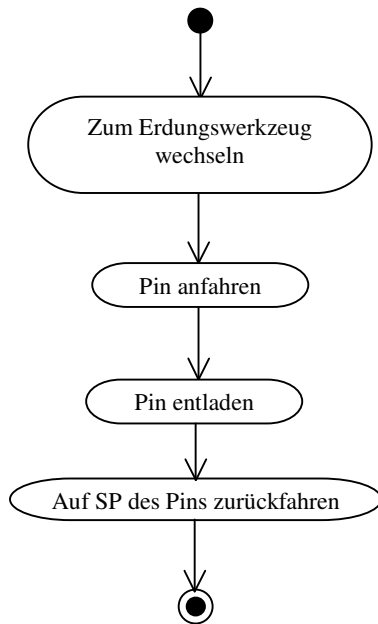 Zum Erdungswerkzeug
wechseln
Pin anfahren
Pin entladen
Auf SP des Pins zurückfahren